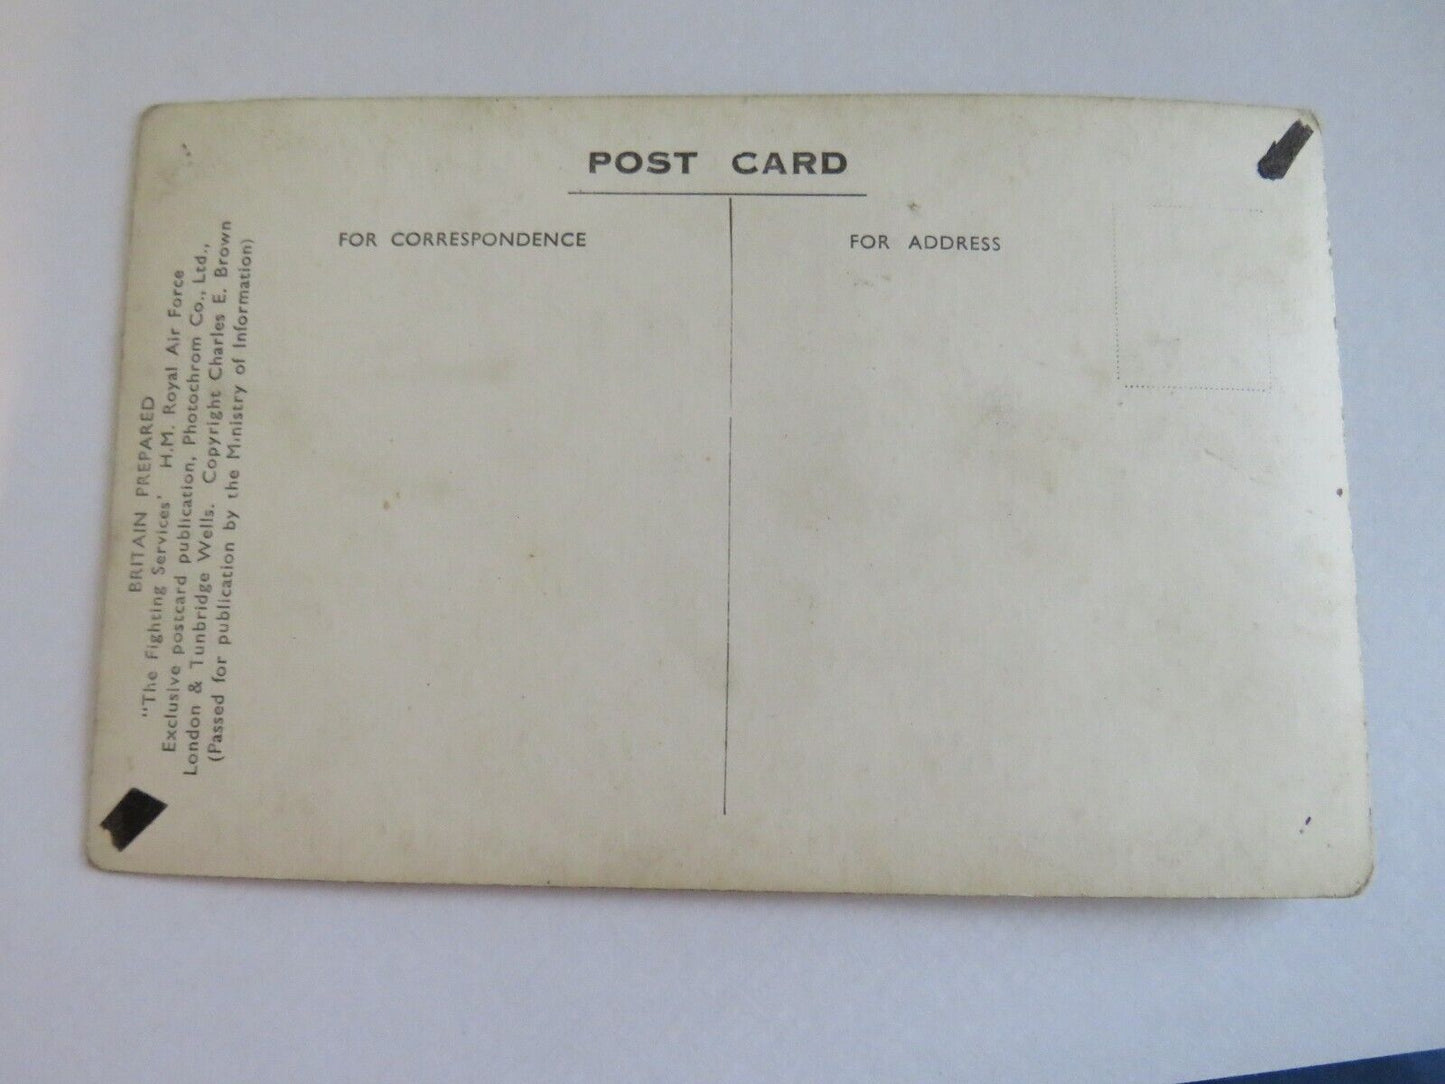 POST CARD
FOR CORRESPONDENCE
FOR ADDRESS
BRITAIN PREPARED
"The Fighting Services' H.M. Royal Air Force
Exclusive postcard publication, Photochrom Co., Ltd.,
London & Tunbridge Wells. Copyright Charles E. Brown
(Passed for publication by the Ministry of Information)